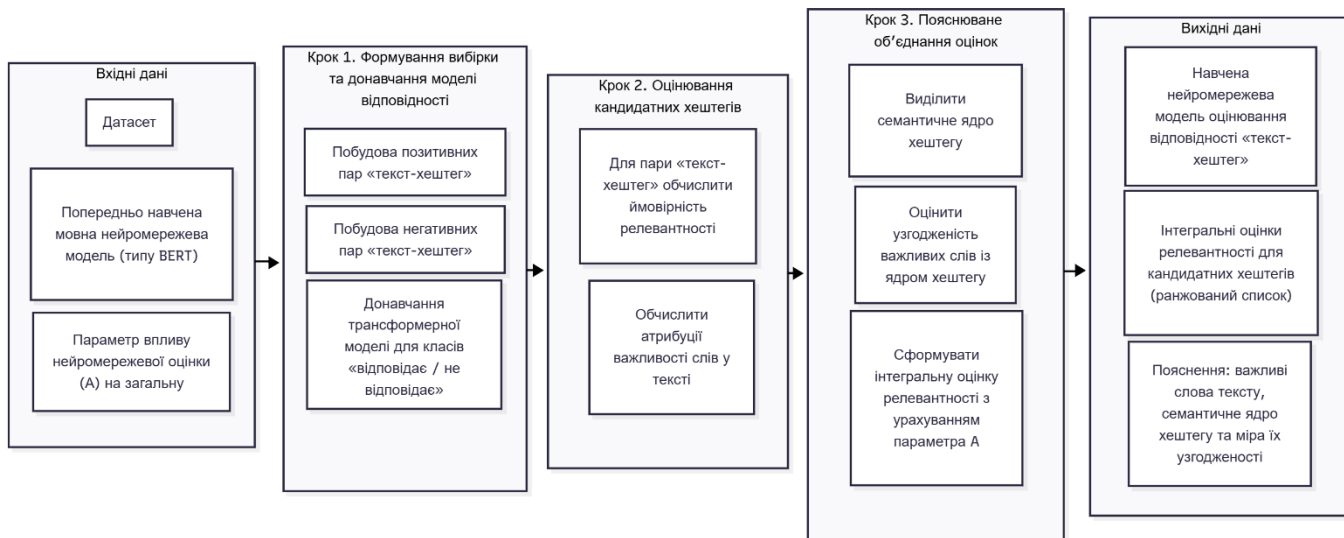 Вхідні дані
Датасет
Попередньо навчена
мовна нейромережева
модель (типу BERT)
Параметр впливу
нейромережевої оцінки
(A) на загальну
Крок 1. Формування вибірки
та донавчання моделі
відповідності
Побудова позитивних
пар «текст-хештег»
Побудова негативних
пар «текст-хештег»
Донавчання
трансформерної
моделі для класів
«відповідає / не
відповідає»
Крок 2. Оцінювання
кандидатних хештегів
Для пари «текст-
хештег» обчислити
ймовірність
релевантності
Обчислити
атрибуції
важливості слів у
тексті
Крок 3. Пояснюване
об’єднання оцінок
Виділити
семантичне ядро
хештегу
Оцінити
узгодженість
важливих слів із
ядром хештегу
Сформувати
інтегральну оцінку
релевантності з
урахуванням
параметра A
Вихідні дані
Навчена
нейромережева
модель оцінювання
відповідності «текст-
хештег»
Інтегральні оцінки
релевантності для
кандидатних хештегів
(ранжований список)
Пояснення: важливі
слова тексту,
семантичне ядро
хештегу та міра їх
узгодженості